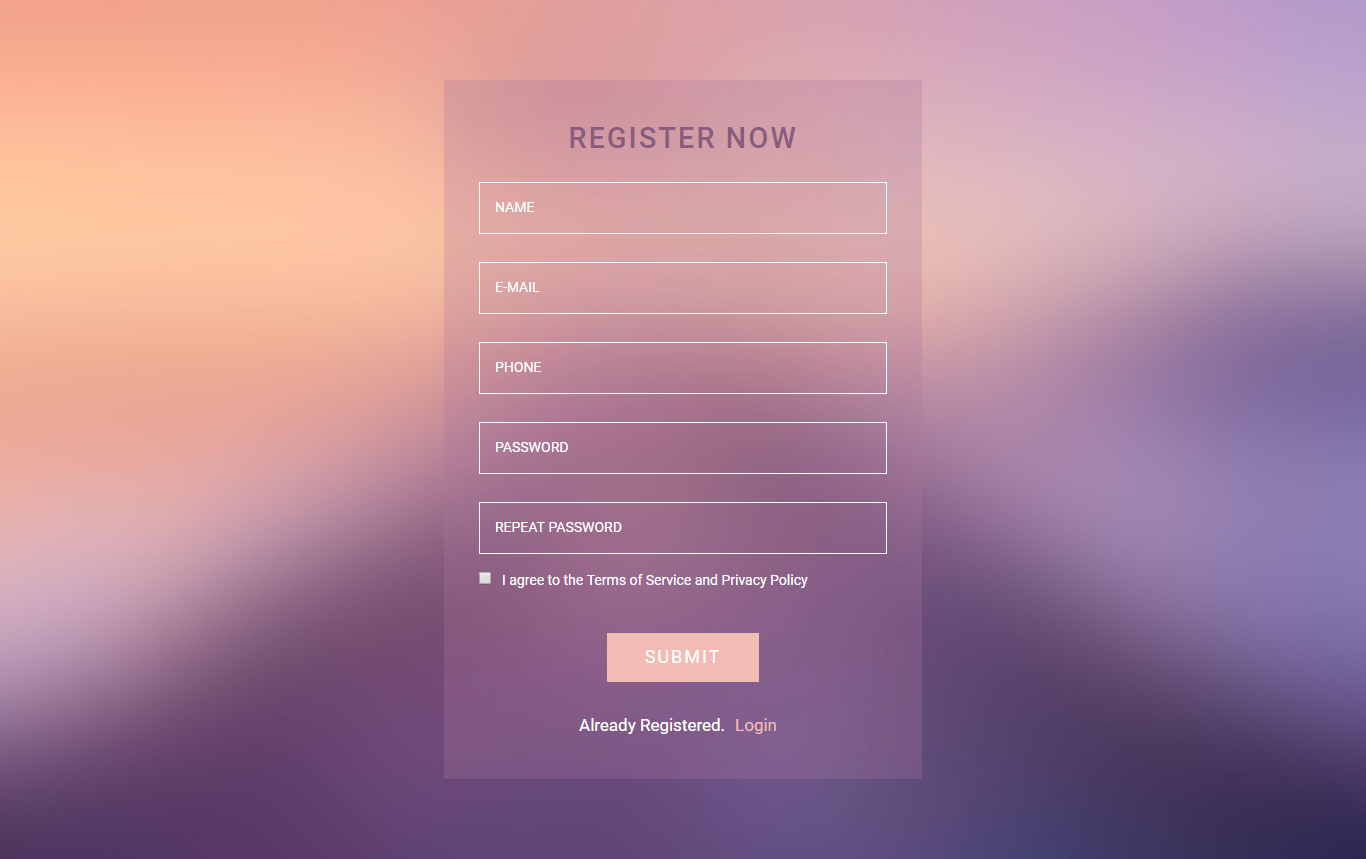 REGISTER NOW
NAME
E-MAIL
PHONE
PASSWORD
REPEAT PASSWORD
I agree to the Terms of Service and Privacy Policy
SUBMIT
Already Registered. Login